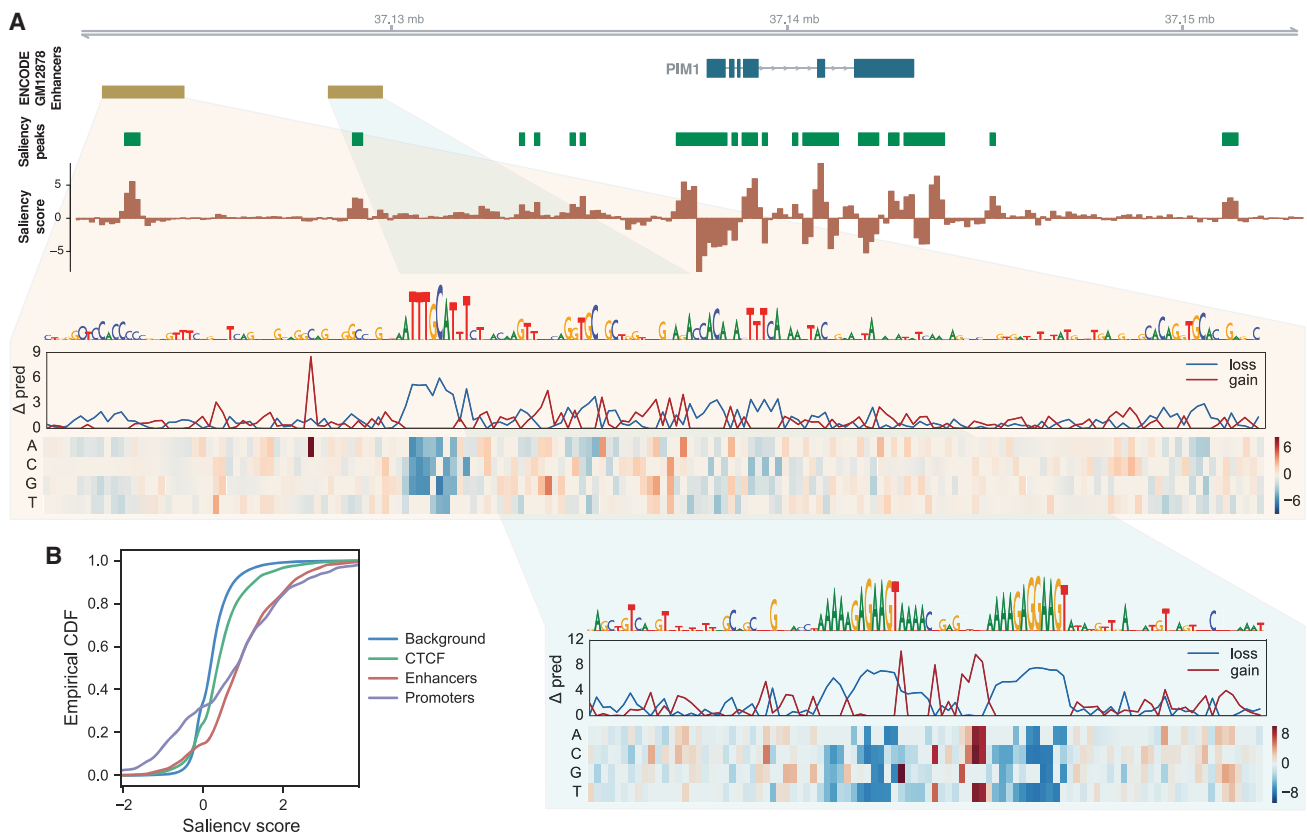 A
37.13 mb
37.14 mb
37.15 mb
ENCODE
GM12878
Enhancers
PIM1
Saliency
peaks
Saliency
score
5
0
−5
Δ pred
9
6
3
0
loss
gain
A
C
G
T
6
0
−6
B
Empirical CDF
1.0
0.8
0.6
0.4
0.2
0.0
−2
0
2
Saliency score
Background
CTCF
Enhancers
Promoters
Δ pred
12
8
4
0
loss
gain
A
C
G
T
8
0
−8